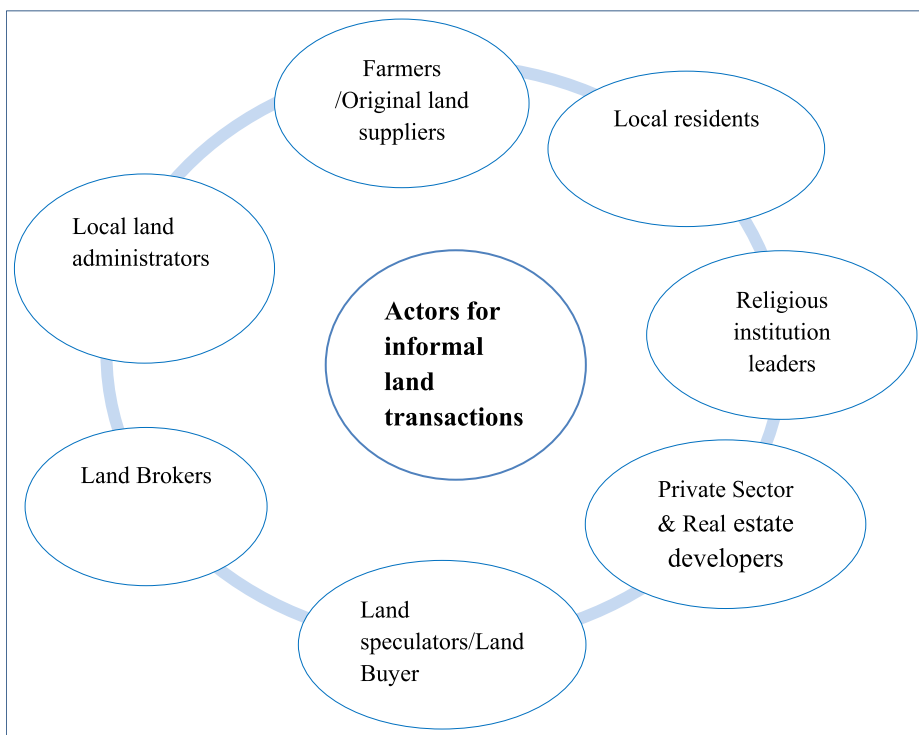 Farmers
/Original land
suppliers
Local residents
Religious
institution
leaders
Private Sector
& Real estate
developers
Land
speculators/Land
Buyer
Land Brokers
Local land
administrators
Actors for
informal
land
transactions